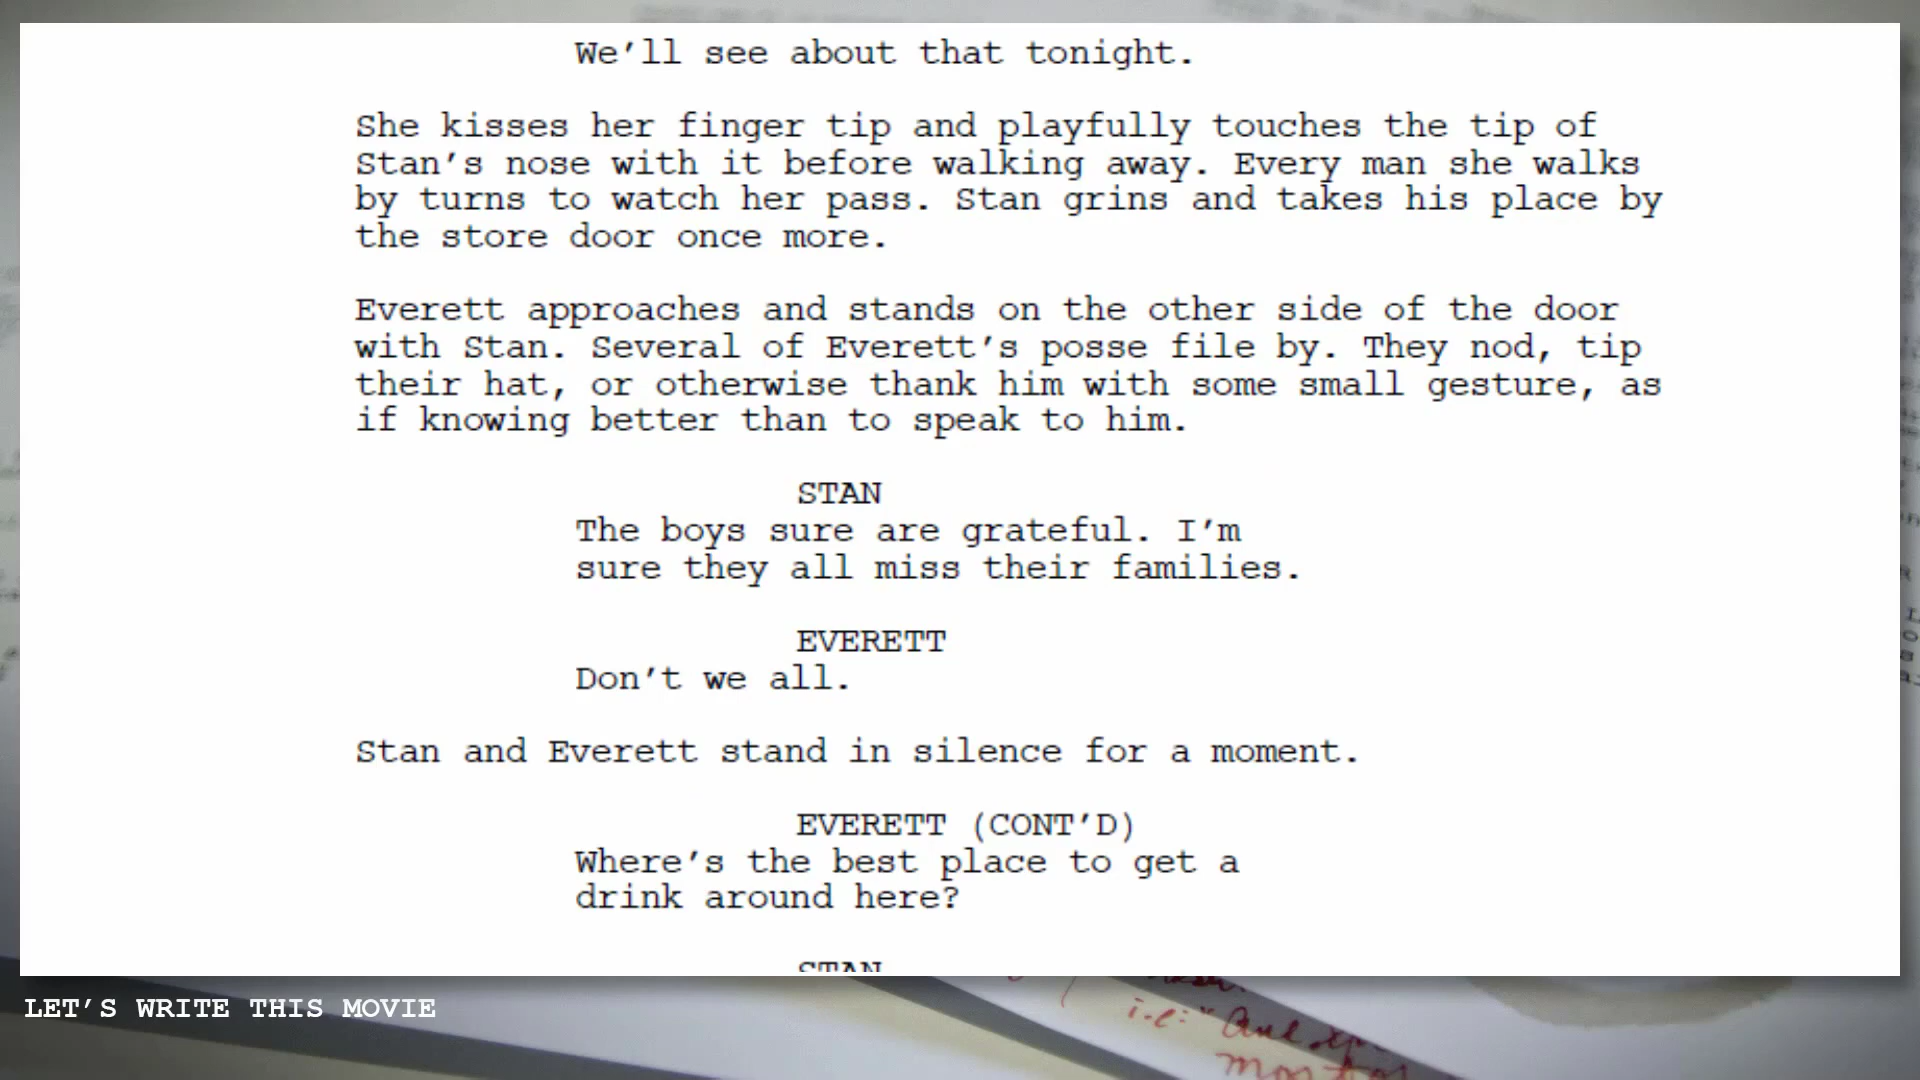 We'll see about that tonight.
She kisses her finger tip and playfully touches the tip of
Stan's nose with it before walking away. Every man she walks
by turns to watch her pass. Stan grins and takes his place by
the store door once more.
Everett approaches and stands on the other side of the door
with Stan. Several of Everett's posse file by. They nod, tip
their hat, or otherwise thank him with some small gesture, as
if knowing better than to speak to him.
STAN
The boys sure are grateful. I'm
sure they all miss their families.
EVERETT
Don't we all.
Stan and Everett stand in silence for a moment.
EVERETT (CONT'D)
Where's the best place to get a
drink around here?
STAN
LET'S WRITE THIS MOVIE
i.e: "And